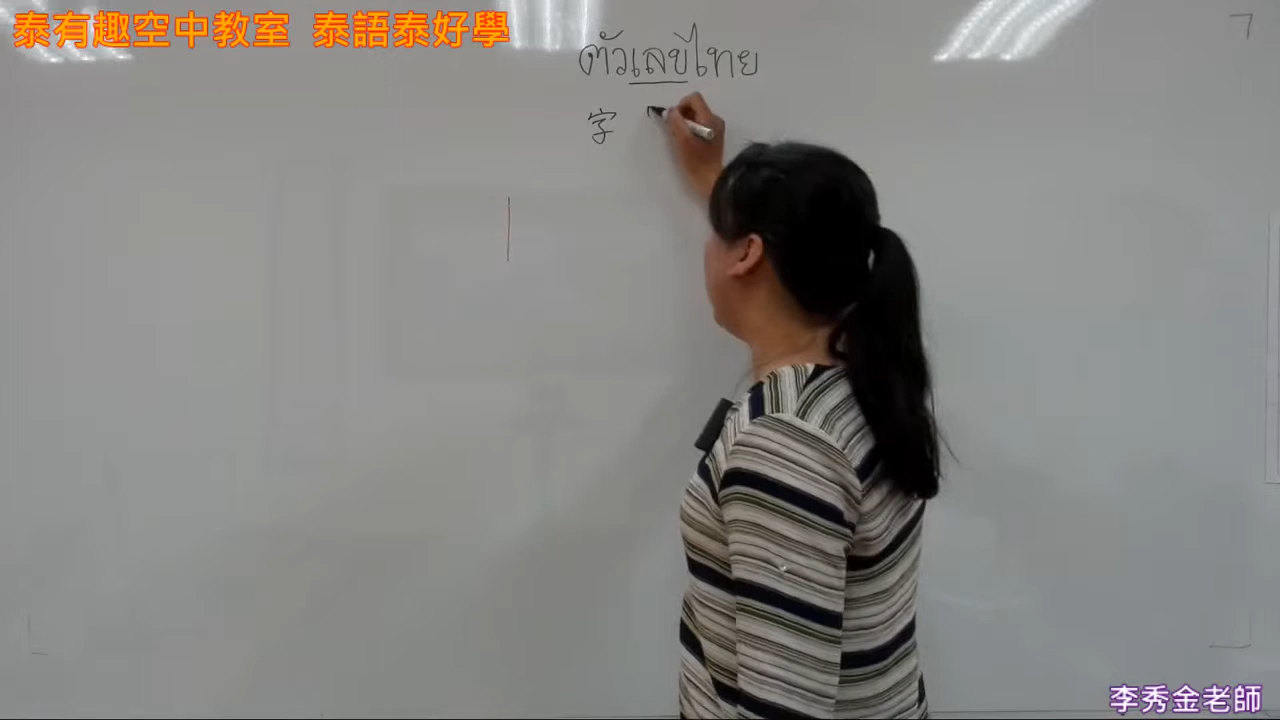 泰有趣空中教室 泰語泰好學
ตัวเลขไทย
字
李秀金老師